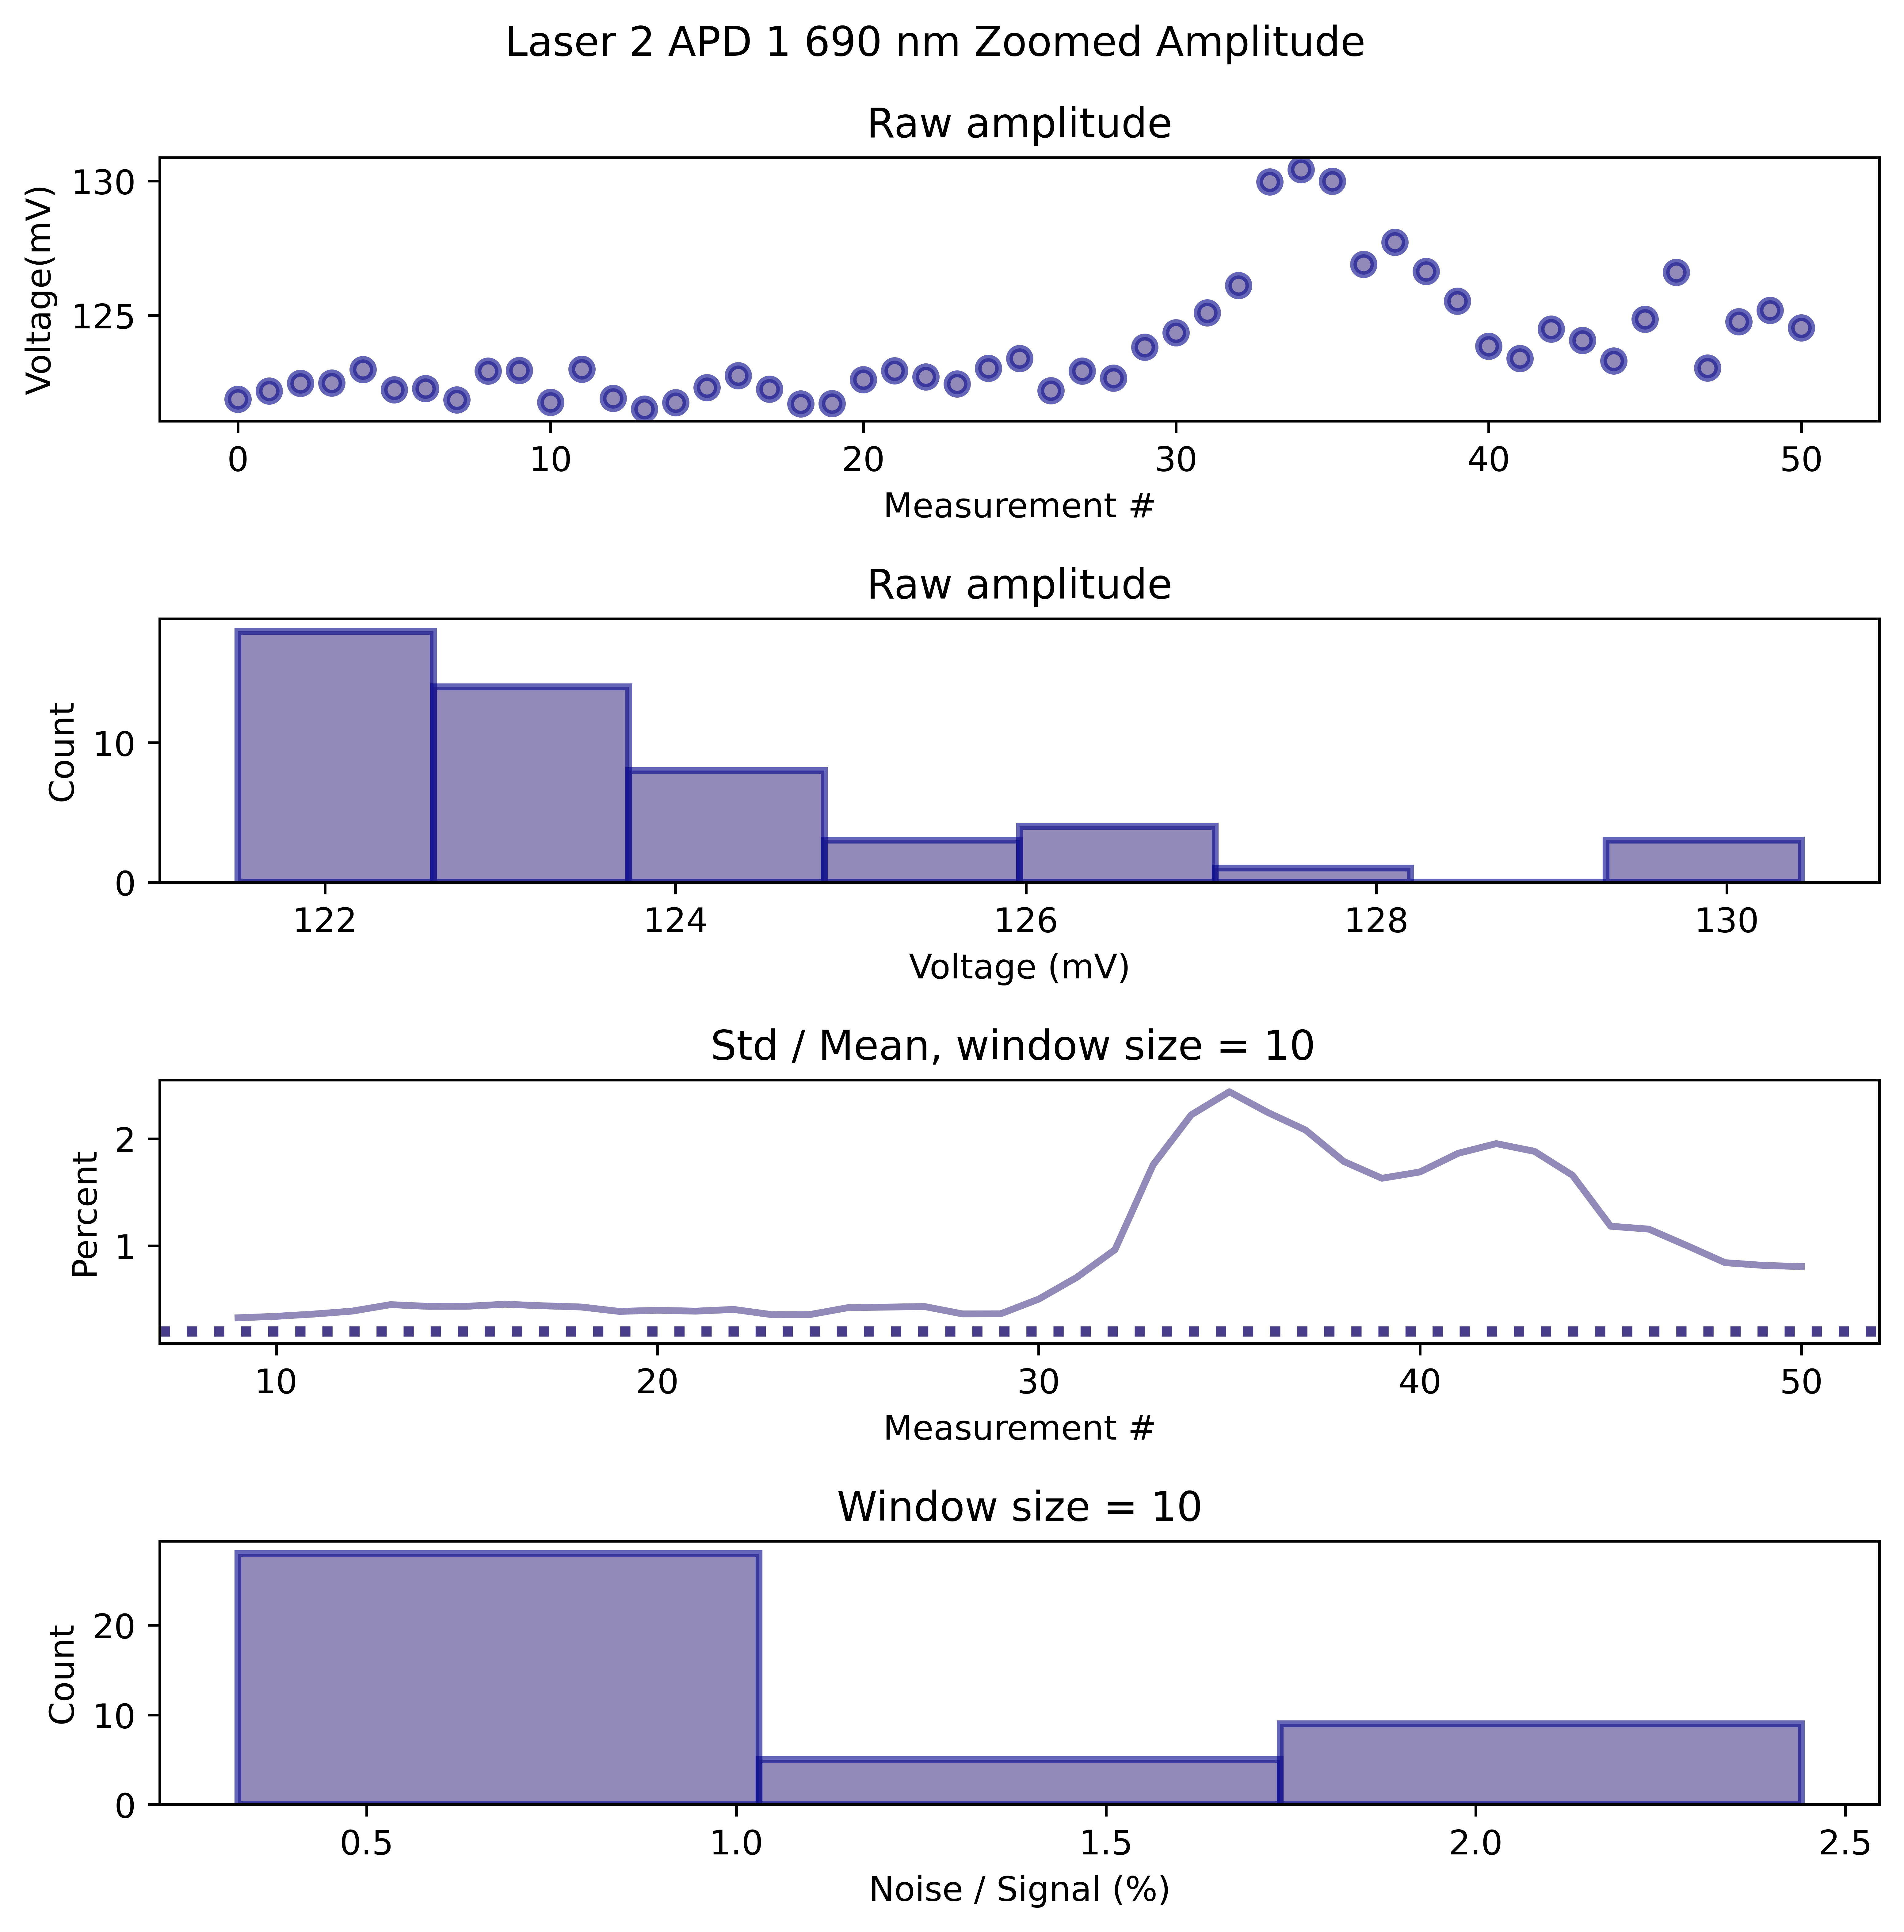 Laser 2 APD 1 690 nm Zoomed Amplitude
Raw amplitude
Voltage(mV)
130
125
0 10 20 30 40 50
Measurement #
Raw amplitude
Count
10
0
122 124 126 128 130
Voltage (mV)
Std / Mean, window size = 10
Percent
2
1
10 20 30 40 50
Measurement #
Window size = 10
Count
20
10
0
0.5 1.0 1.5 2.0 2.5
Noise / Signal (%)